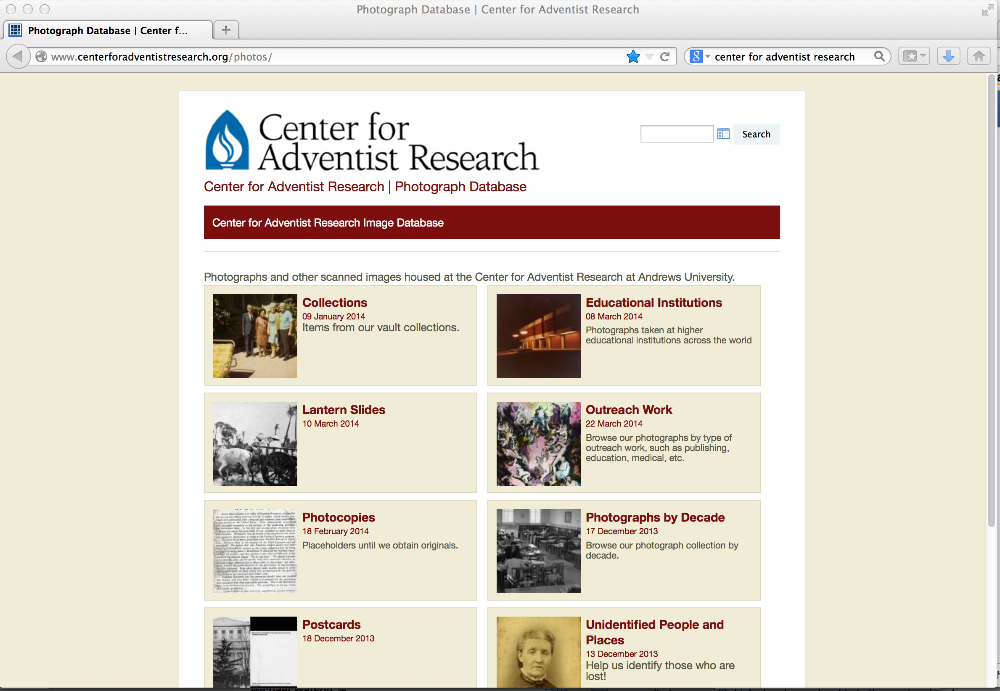 Photograph Database | Center for Adventist Research
Photograph Database | Center f...
www.centerforadventistresearch.org/photos/
center for adventist research
Center for
Adventist Research
Search
Center for Adventist Research | Photograph Database
Center for Adventist Research Image Database
Photographs and other scanned images housed at the Center for Adventist Research at Andrews University.
Collections
09 January 2014
Items from our vault collections.
Educational Institutions
08 March 2014
Photographs taken at higher
educational institutions across the world
Lantern Slides
10 March 2014
Outreach Work
22 March 2014
Browse our photographs by type of
outreach work, such as publishing,
education, medical, etc.
Photocopies
18 February 2014
Placeholders until we obtain originals.
Photographs by Decade
17 December 2013
Browse our photograph collection by
decade.
Postcards
18 December 2013
Unidentified People and
Places
13 December 2013
Help us identify those who are
lost!